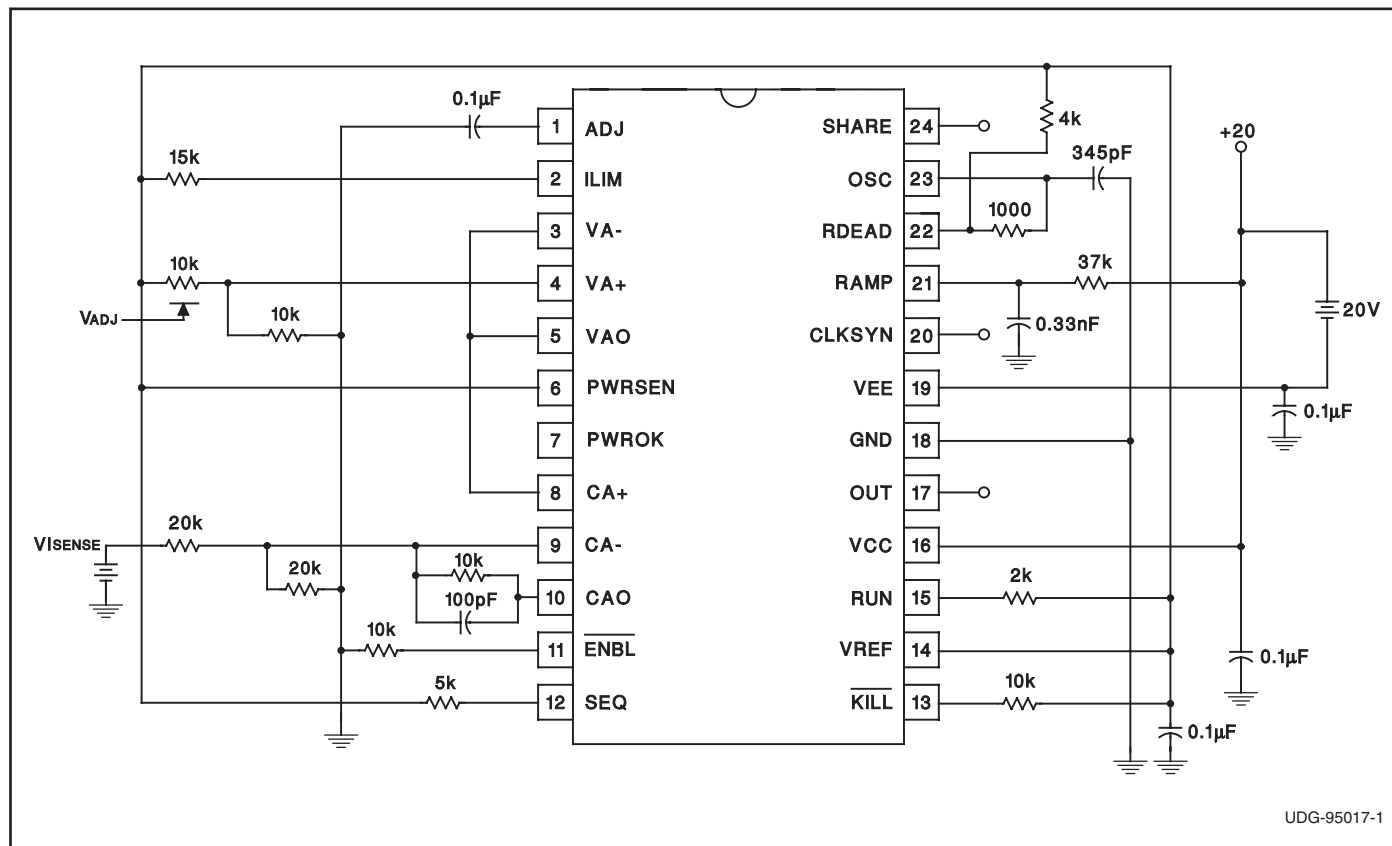 0.1µF
1 ADJ
15k
2 ILIM
3 VA-
10k
4 VA+
VADJ
10k
5 VAO
6 PWRSEN
7 PWROK
8 CA+
VISENSE
20k
9 CA-
20k
10k
10 CAO
100pF
10k
11 ENBL
5k
12 SEQ
SHARE 24
4k
345pF
OSC 23
1000
RDEAD 22
37k
RAMP 21
0.33nF
CLKSYN 20
VEE 19
0.1µF
GND 18
OUT 17
VCC 16
2k
RUN 15
VREF 14
0.1µF
10k
KILL 13
0.1µF
+20
20V
UDG-95017-1